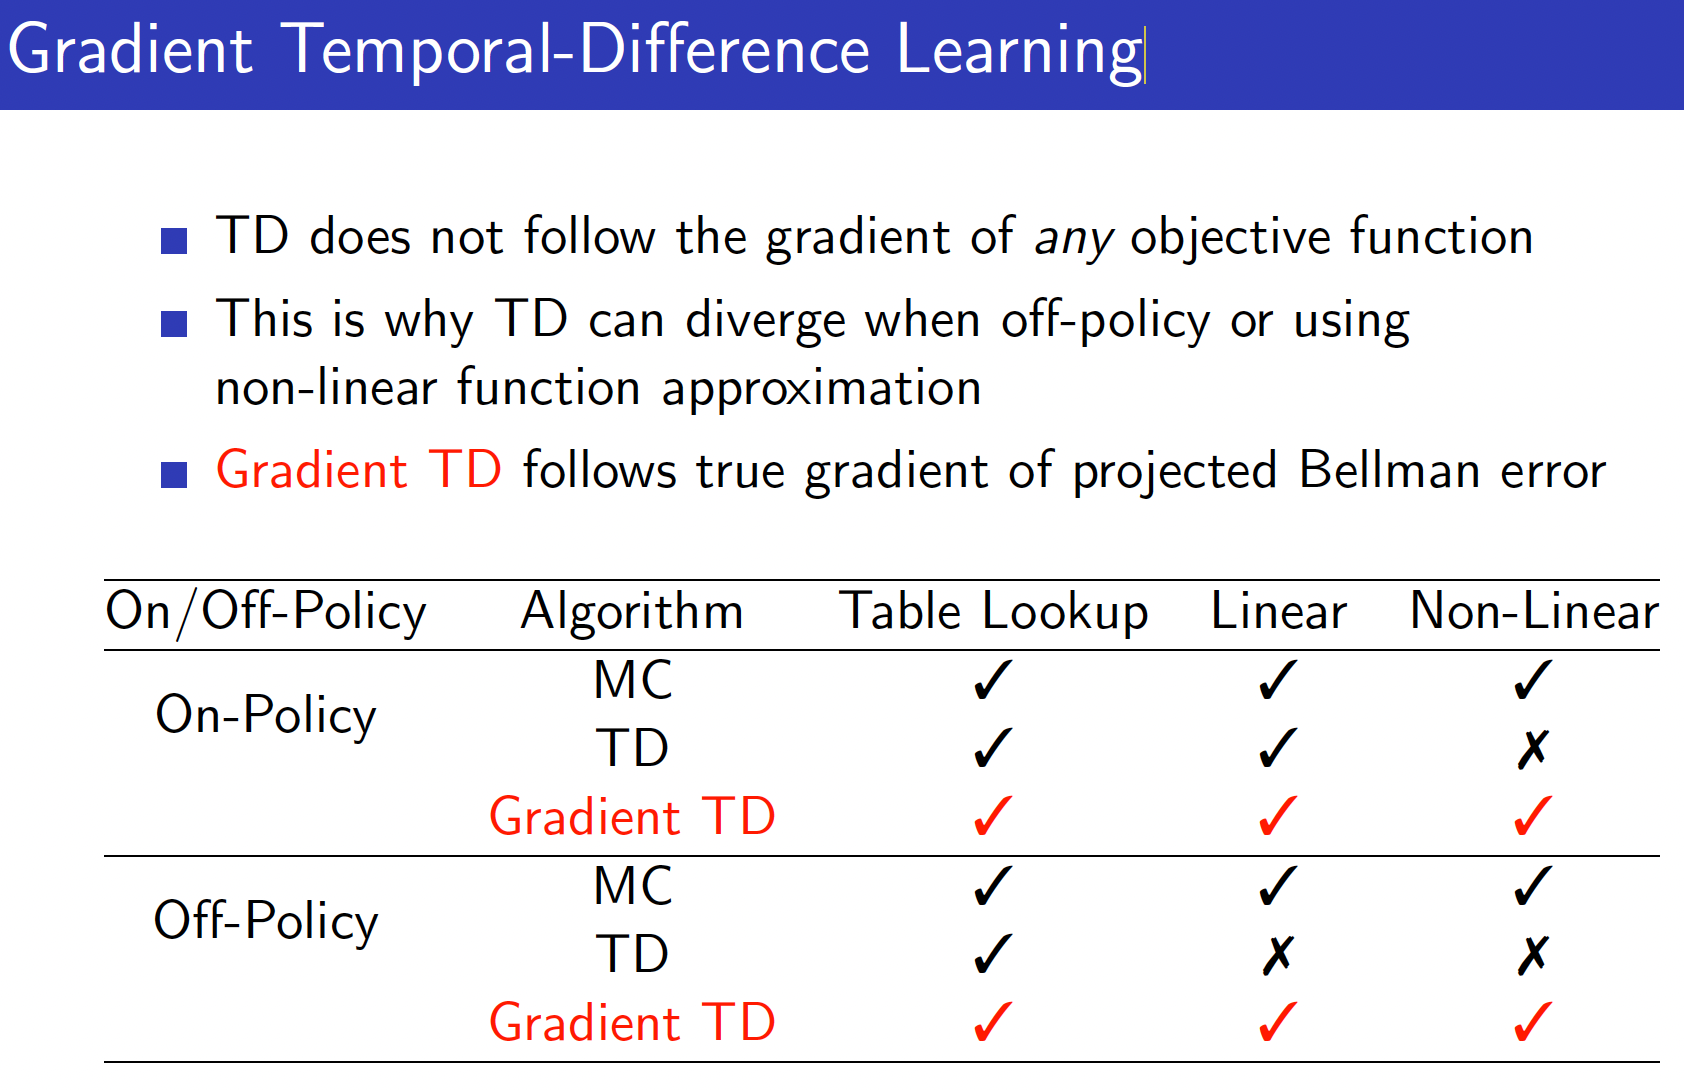 Gradient Temporal-Difference Learning
TD does not follow the gradient of any objective function
This is why TD can diverge when off-policy or using
non-linear function approximation
Gradient TD follows true gradient of projected Bellman error
On/Off-Policy Algorithm Table Lookup Linear Non-Linear
On-Policy
MC ✓ ✓ ✓
TD ✓ ✓ ✗
Gradient TD ✓ ✓ ✓
Off-Policy
MC ✓ ✓ ✓
TD ✓ ✗ ✗
Gradient TD ✓ ✓ ✓